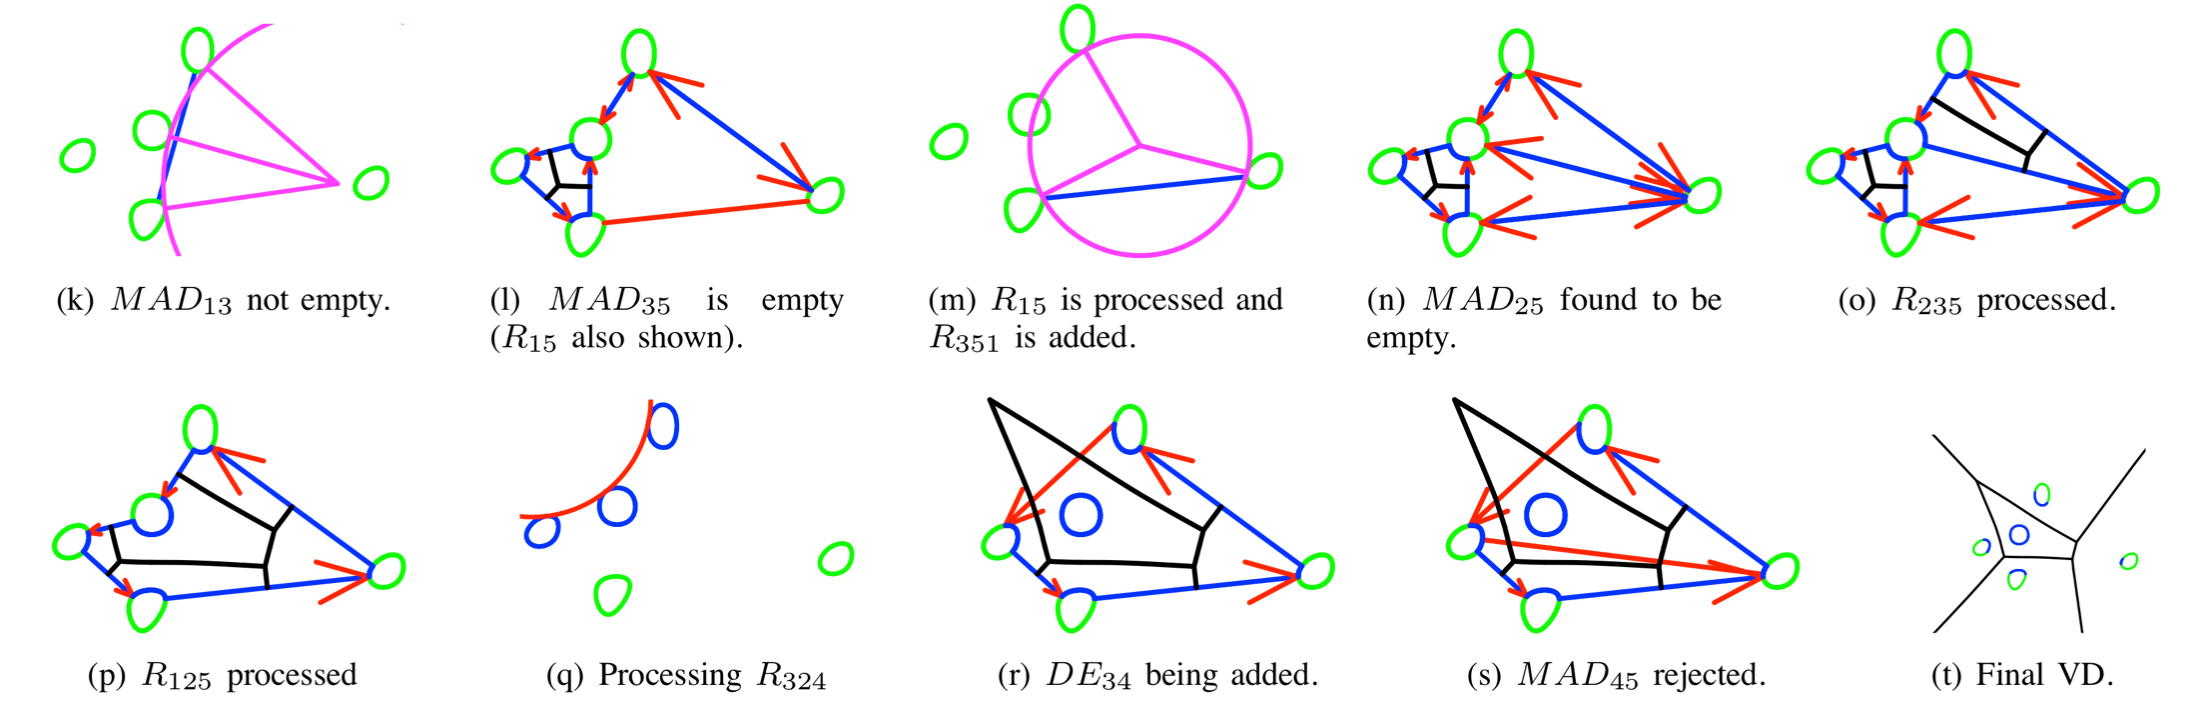 (k) MAD₁₃ not empty.
(l) MAD₃₅ is empty
(R₁₅ also shown).
(m) R₁₅ is processed and
R₃₅₁ is added.
(n) MAD₂₅ found to be
empty.
(o) R₂₃₅ processed.
(p) R₁₂₅ processed
(q) Processing R₃₂₄
(r) DE₃₄ being added.
(s) MAD₄₅ rejected.
(t) Final VD.